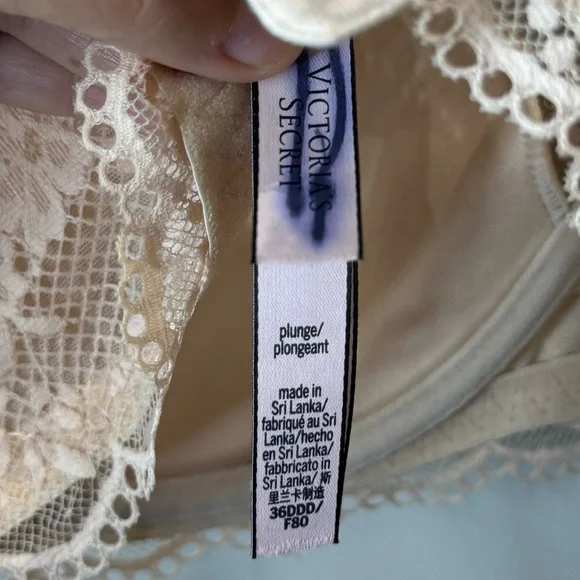 VICTORIA'S
SECRET
plunge/
plongeant
made in
Sri Lanka/
fabriqué au Sri
Lanka/hecho
en Sri Lanka/
fabbricato in
Sri Lanka/ 斯
里兰卡制造
36DDD/
F80